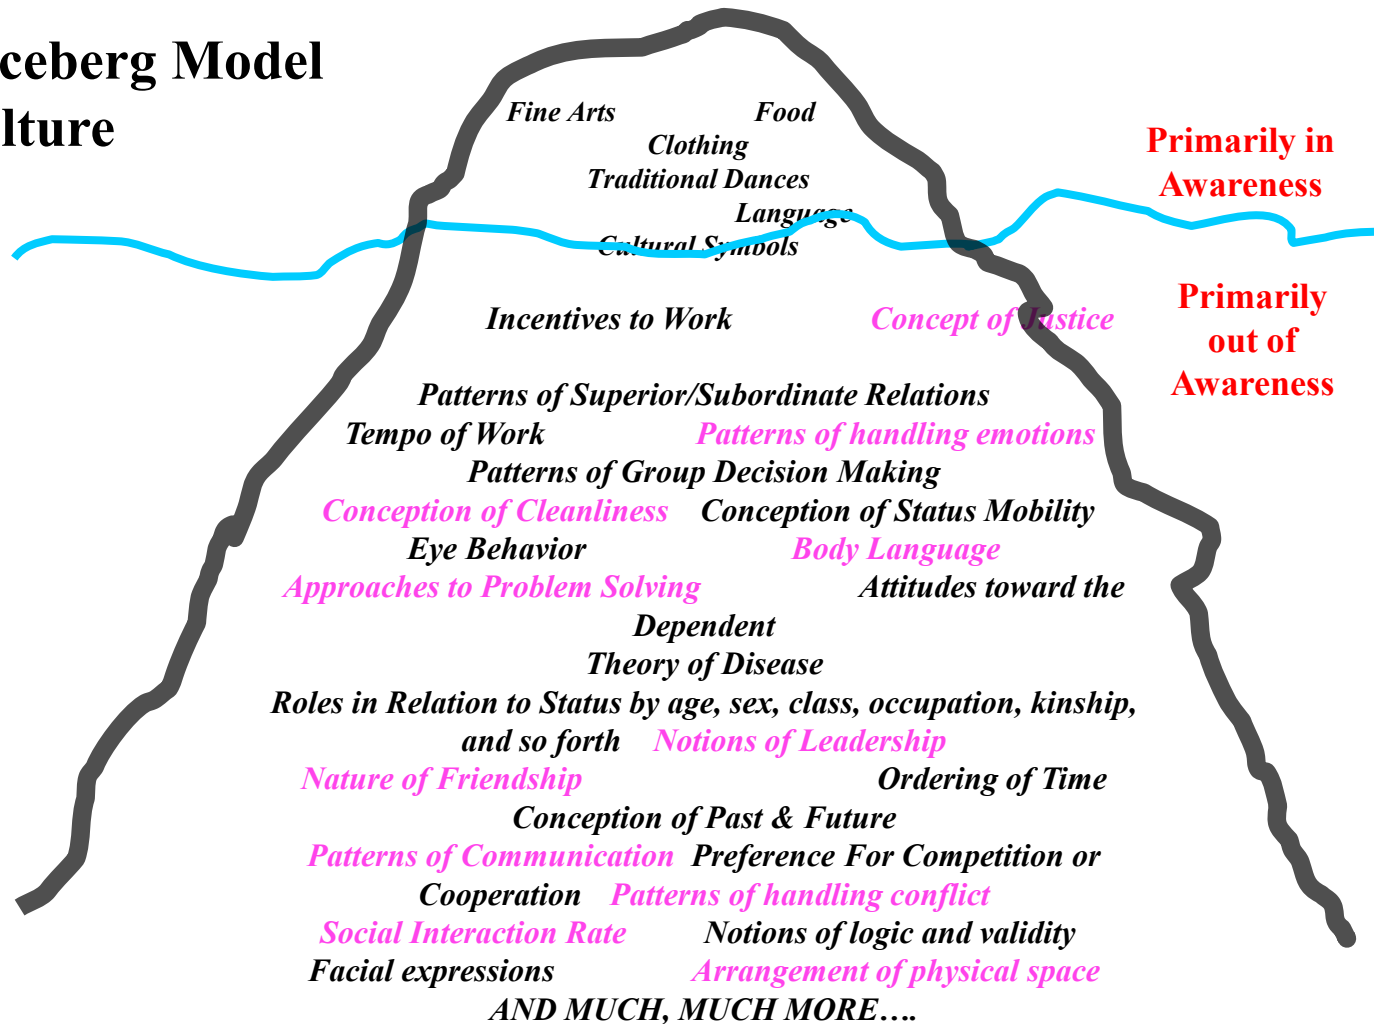 ceberg Model
lture
Fine Arts Food
Clothing
Traditional Dances
Language
Cultural Symbols
Primarily in
Awareness
Primarily
out of
Awareness
Incentives to Work Concept of Justice
Patterns of Superior/Subordinate Relations
Tempo of Work Patterns of handling emotions
Patterns of Group Decision Making
Conception of Cleanliness Conception of Status Mobility
Eye Behavior Body Language
Approaches to Problem Solving Attitudes toward the
Dependent
Theory of Disease
Roles in Relation to Status by age, sex, class, occupation, kinship,
and so forth Notions of Leadership
Nature of Friendship Ordering of Time
Conception of Past & Future
Patterns of Communication Preference For Competition or
Cooperation Patterns of handling conflict
Social Interaction Rate Notions of logic and validity
Facial expressions Arrangement of physical space
AND MUCH, MUCH MORE….